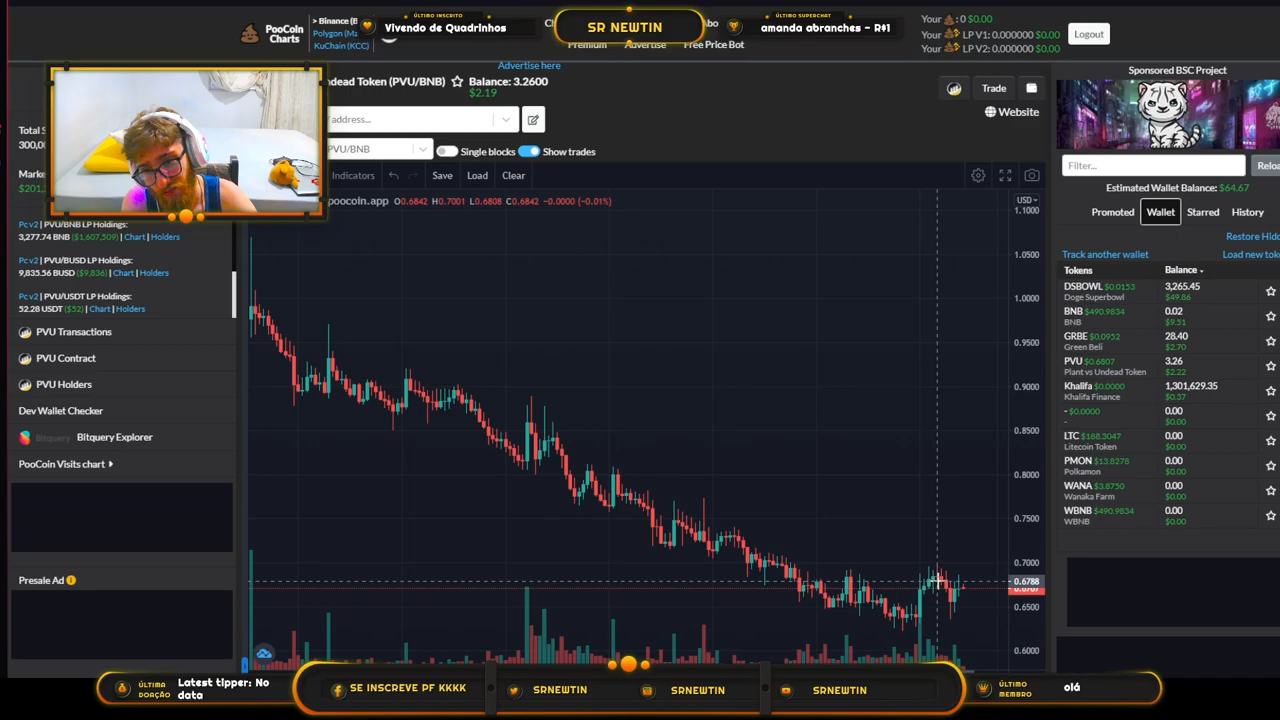 PooCoin
Charts
> Binance (B
Polygon (Ma
KuChain (KCC)
ÚLTIMO INSCRITO
Vivendo de Quadrinhos
Premium
SR NEWTIN
Advertise
Free Price Bot
ÚLTIMO SUPERCHAT
amanda abranches - R$1
Your : 0 $0.00
Your LP V1: 0.000000 $0.00
Your LP V2: 0.000000 $0.00
Logout
Advertise here
ndead Token (PVU/BNB)
Balance: 3.2600
$2.19
Trade
Website
address...
PVU/BNB
Single blocks
Show trades
Indicators
Save
Load
Clear
poocoin.app O0.6842 H0.7001 L0.6808 C0.6842 -0.0000 (-0.01%)
USD
1.1000
1.0500
1.0000
0.9500
0.9000
0.8500
0.8000
0.7500
0.7000
0.6788
0.6500
0.6000
Total S
300,0
Marke
$201,
Pc v2 | PVU/BNB LP Holdings:
3,277.74 BNB ($1,607,509) | Chart | Holders
Pc v2 | PVU/BUSD LP Holdings:
9,835.56 BUSD ($9,836) | Chart | Holders
Pc v2 | PVU/USDT LP Holdings:
52.28 USDT ($52) | Chart | Holders
PVU Transactions
PVU Contract
PVU Holders
Dev Wallet Checker
Bitquery
Bitquery Explorer
PooCoin Visits chart
Presale Ad
Sponsored BSC Project
Filter...
Reloa
Estimated Wallet Balance: $64.67
Promoted
Wallet
Starred
History
Restore Hidd
Track another wallet
Load new toke
Tokens
Balance
DSBOWL $0.0153 3,265.45
Doge Superbowl $49.86
BNB $490.9834 0.02
BNB $9.51
GRBE $0.0952 28.40
Green Beli $2.70
PVU $0.6807 3.26
Plant vs Undead Token $2.22
Khalifa $0.0000 1,301,629.35
Khalifa Finance $0.37
- $0.0000 0.00
- $0.00
LTC $188.3047 0.00
Litecoin Token $0.00
PMON $13.8278 0.00
Polkamon $0.00
WANA $3.8750 0.00
Wanaka Farm $0.00
WBNB $490.9834 0.00
WBNB $0.00
ÚLTIMA
DOAÇÃO
Latest tipper: No
data
SE INSCREVE PF KKKK
SRNEWTIN
SRNEWTIN
SRNEWTIN
ÚLTIMO
MEMBRO
olá